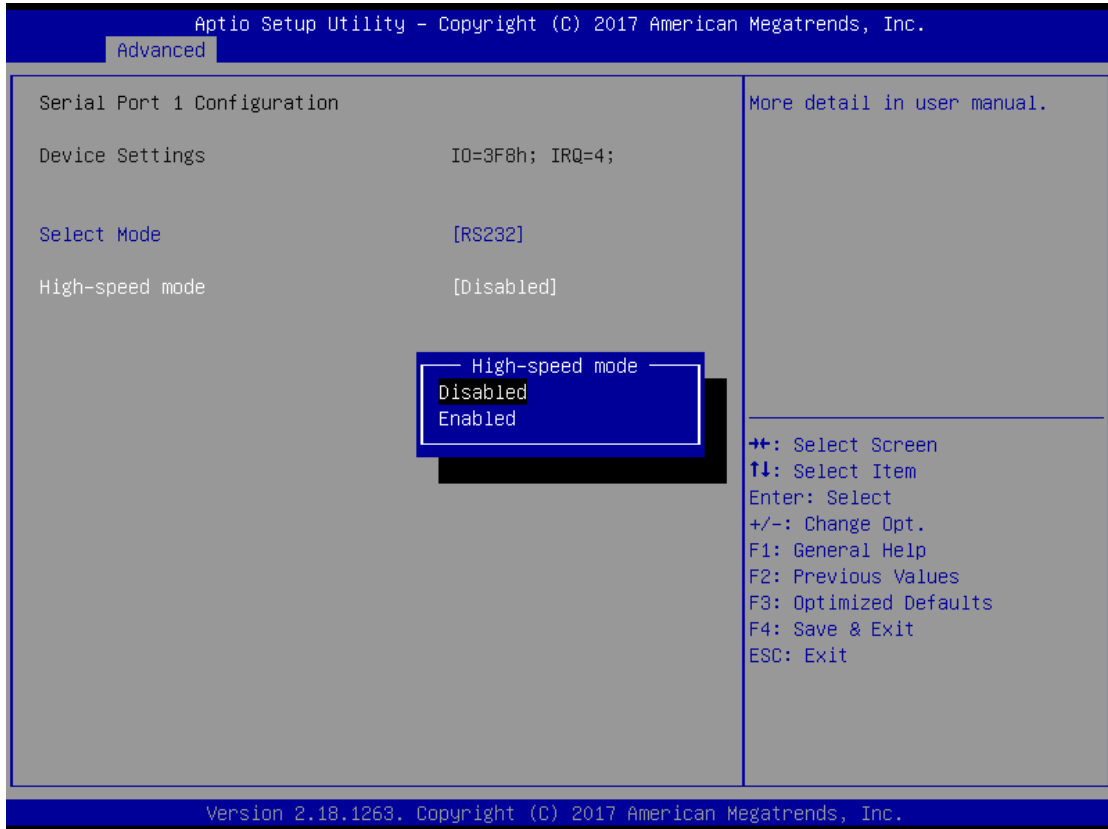 Aptio Setup Utility – Copyright (C) 2017 American Megatrends, Inc.
Advanced
Serial Port 1 Configuration
Device Settings IO=3F8h; IRQ=4;
Select Mode [RS232]
High-speed mode [Disabled]
High-speed mode
Disabled
Enabled
More detail in user manual.
→←: Select Screen
↑↓: Select Item
Enter: Select
+/-: Change Opt.
F1: General Help
F2: Previous Values
F3: Optimized Defaults
F4: Save & Exit
ESC: Exit
Version 2.18.1263. Copyright (C) 2017 American Megatrends, Inc.